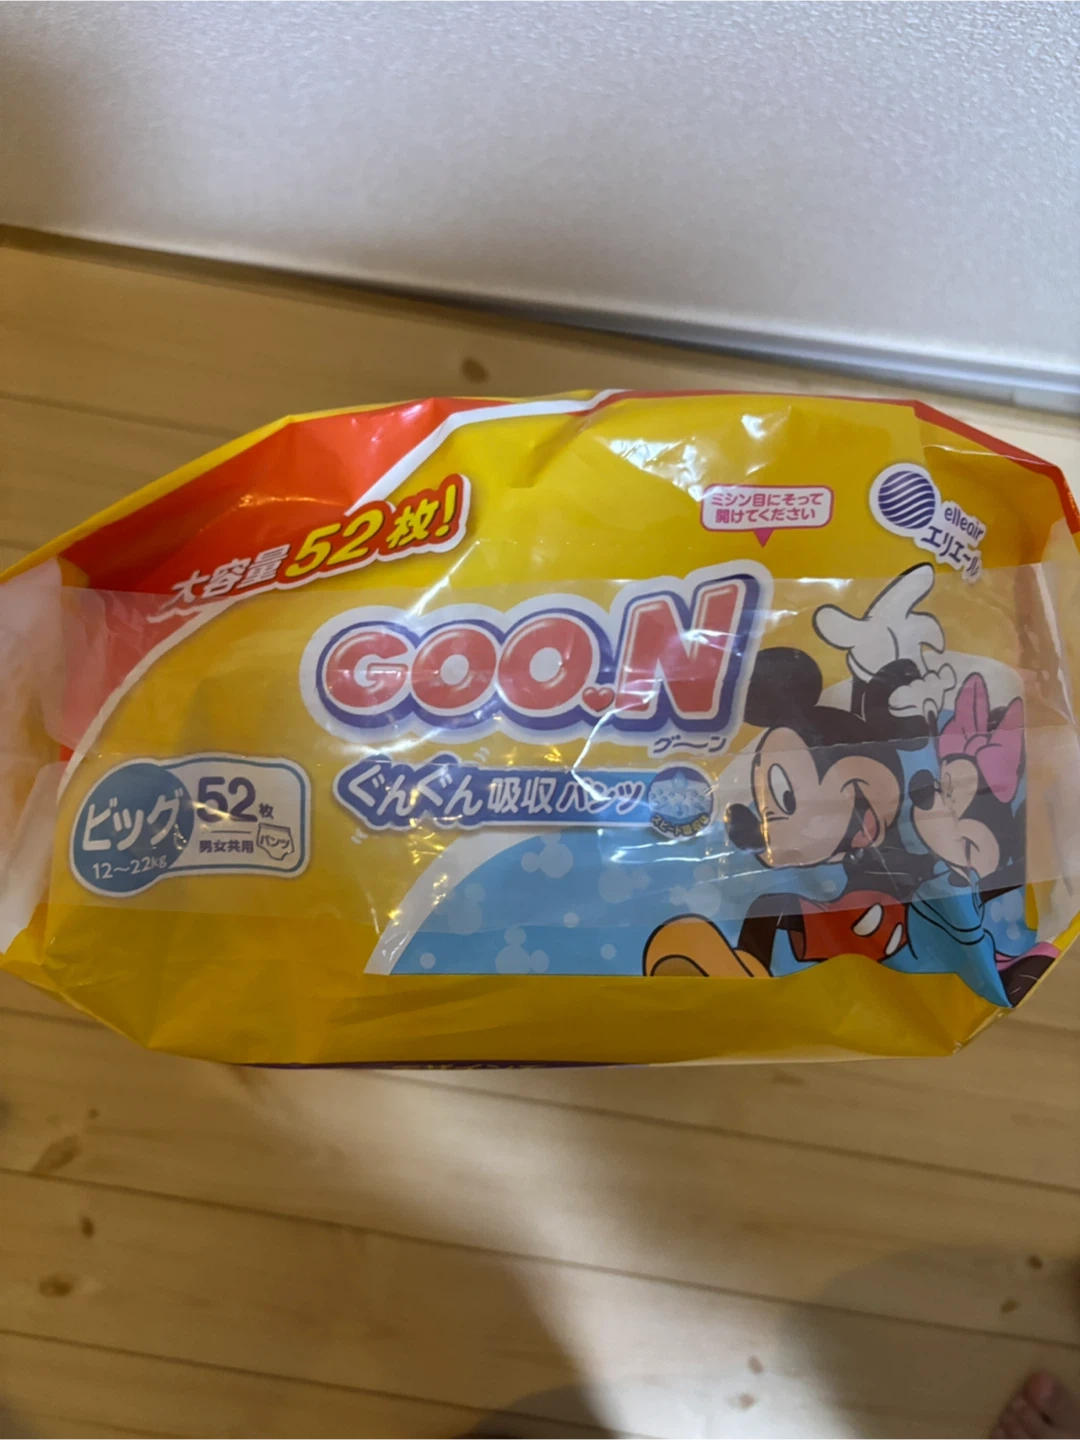 大容量52枚!
ミシン目にそって
開けてください
elleair
エリエール
GOO.N
グ〜ン
ぐんぐん吸収パンツ
ビッグ
12〜22kg
52枚
男女共用
パンツ